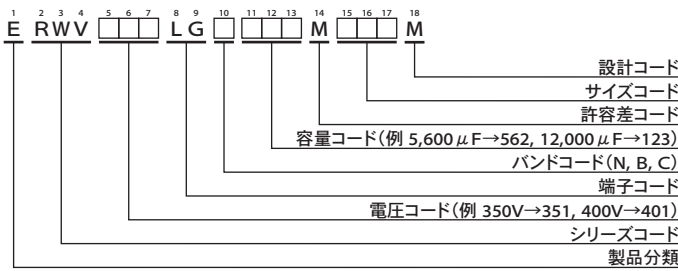 1 2 3 4 5 6 7 8 9 10 11 12 13 14 15 16 17 18
E RWV □□□ LG □ □□□ M □□□ M
設計コード
サイズコード
許容差コード
容量コード(例 5,600μF→562, 12,000μF→123)
バンドコード(N, B, C)
端子コード
電圧コード(例 350V→351, 400V→401)
シリーズコード
製品分類